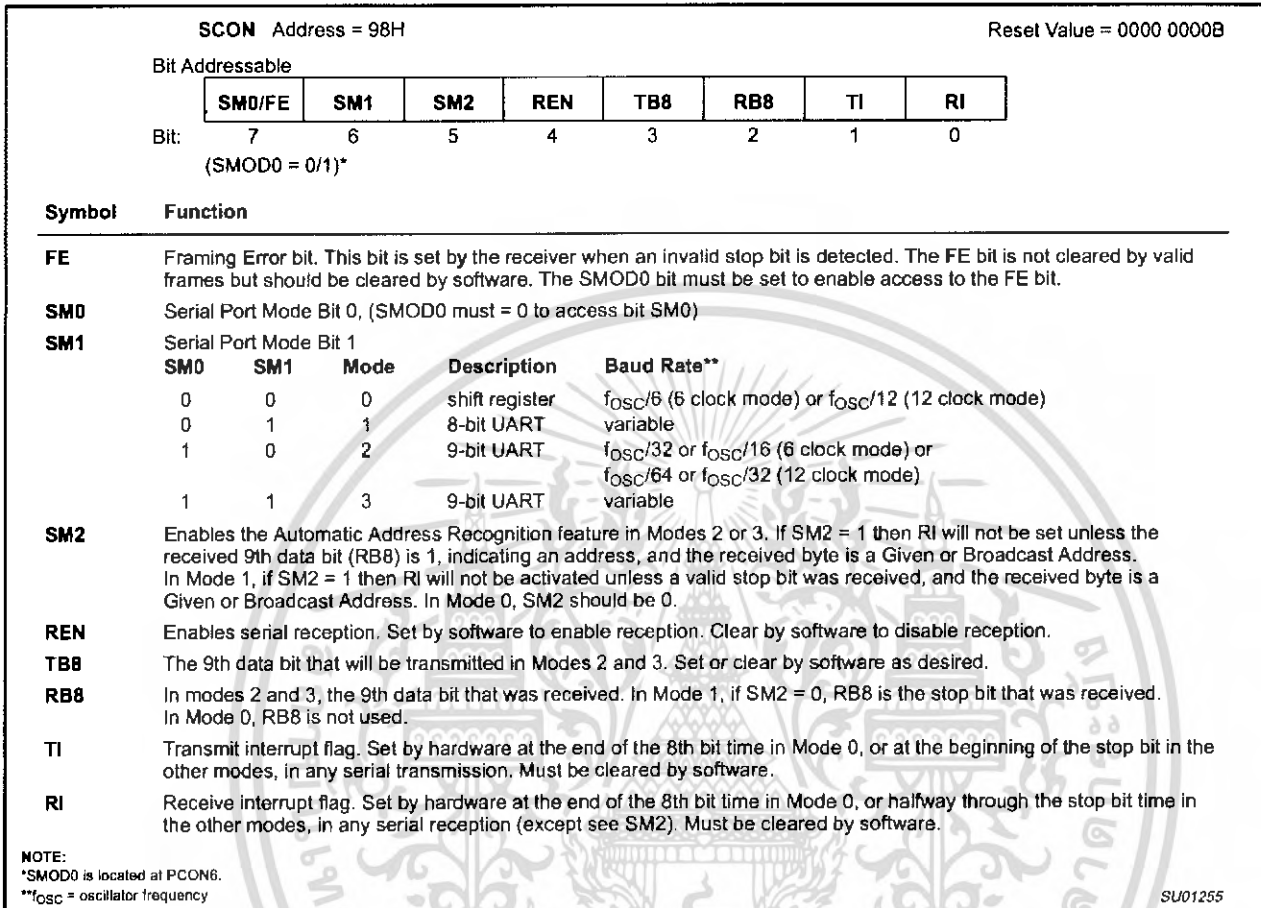 SCON Address = 98H Reset Value = 0000 0000B
Bit Addressable
SM0/FE SM1 SM2 REN TB8 RB8 TI RI
Bit: 7 6 5 4 3 2 1 0
(SMOD0 = 0/1)*
Symbol Function
FE Framing Error bit. This bit is set by the receiver when an invalid stop bit is detected. The FE bit is not cleared by valid
frames but should be cleared by software. The SMOD0 bit must be set to enable access to the FE bit.
SM0 Serial Port Mode Bit 0, (SMOD0 must = 0 to access bit SM0)
SM1 Serial Port Mode Bit 1
SM0 SM1 Mode Description Baud Rate**
0 0 0 shift register fOSC/6 (6 clock mode) or fOSC/12 (12 clock mode)
0 1 1 8-bit UART variable
1 0 2 9-bit UART fOSC/32 or fOSC/16 (6 clock mode) or
fOSC/64 or fOSC/32 (12 clock mode)
1 1 3 9-bit UART variable
SM2 Enables the Automatic Address Recognition feature in Modes 2 or 3. If SM2 = 1 then RI will not be set unless the
received 9th data bit (RB8) is 1, indicating an address, and the received byte is a Given or Broadcast Address.
In Mode 1, if SM2 = 1 then RI will not be activated unless a valid stop bit was received, and the received byte is a
Given or Broadcast Address. In Mode 0, SM2 should be 0.
REN Enables serial reception. Set by software to enable reception. Clear by software to disable reception.
TB8 The 9th data bit that will be transmitted in Modes 2 and 3. Set or clear by software as desired.
RB8 In modes 2 and 3, the 9th data bit that was received. In Mode 1, if SM2 = 0, RB8 is the stop bit that was received.
In Mode 0, RB8 is not used.
TI Transmit interrupt flag. Set by hardware at the end of the 8th bit time in Mode 0, or at the beginning of the stop bit in the
other modes, in any serial transmission. Must be cleared by software.
RI Receive interrupt flag. Set by hardware at the end of the 8th bit time in Mode 0, or halfway through the stop bit time in
the other modes, in any serial reception (except see SM2). Must be cleared by software.
NOTE:
*SMOD0 is located at PCON6.
**fOSC = oscillator frequency SU01255